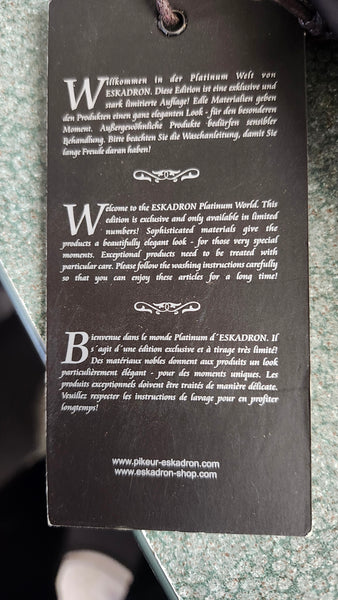 Willkommen in der Platinum Welt von
ESKADRON. Diese Edition ist eine exklusive und
stark limitierte Auflage! Edle Materialien geben
den Produkten einen ganz eleganten Look - für den besonderen
Moment. Außergewöhnliche Produkte bedürfen sensibler
Behandlung. Bitte beachten Sie die Waschanleitung, damit Sie
lange Freude daran haben!
Welcome to the ESKADRON Platinum World. This
edition is exclusive and only available in limited
numbers! Sophisticated materials give the
products a beautifully elegant look - for those very special
moments. Exceptional products need to be treated with
particular care. Please follow the washing instructions carefully
so that you can enjoy these articles for a long time!
Bienvenue dans le monde Platinum d´ESKADRON. Il
s´agit d´une édition exclusive et à tirage très limité!
Des matériaux nobles donnent aux produits un look
particulièrement élégant - pour des moments uniques. Les
produits exceptionnels doivent être traités de manière délicate.
Veuillez respecter les instructions de lavage pour en profiter
longtemps!
www.pikeur-eskadron.com
www.eskadron-shop.com